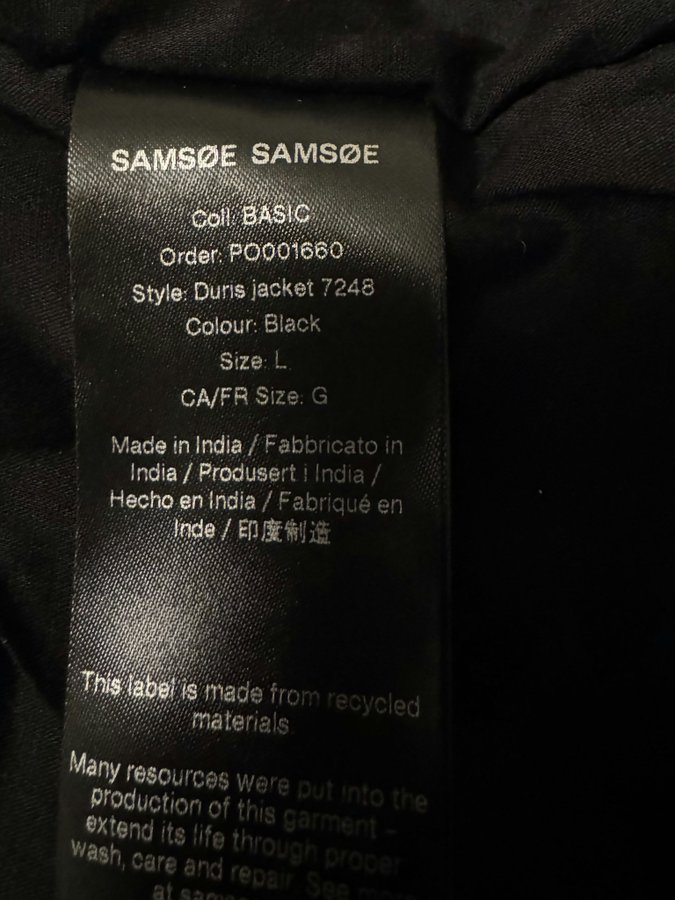 SAMSØE SAMSØE
Coll: BASIC
Order: PO001660
Style: Duris jacket 7248
Colour: Black
Size: L
CA/FR Size: G
Made in India / Fabbricato in
India / Produsert i India /
Hecho en India / Fabriqué en
Inde / 印度制造
This label is made from recycled
materials.
Many resources were put into the
production of this garment –
extend its life through proper
wash, care and repair. See more
at